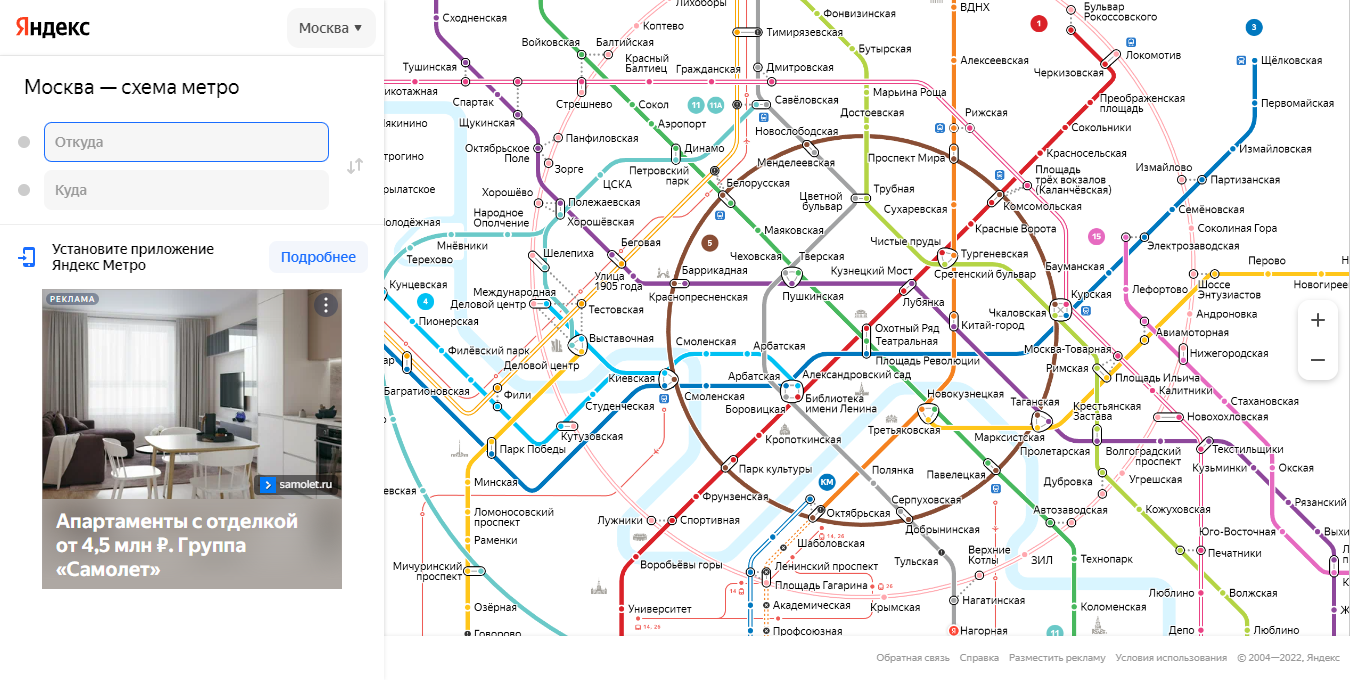 Яндекс
Москва
Москва — схема метро
Откуда
Куда
Установите приложение
Яндекс Метро
Подробнее
РЕКЛАМА
samolet.ru
Апартаменты с отделкой
от 4,5 млн ₽. Группа
«Самолет»
Сходненская
Лихоборы
Коптево
Тимирязевская
Фонвизинская
ВДНХ
Бульвар
Рокоссовского
1
3
Войковская
Балтийская
Бутырская
Локомотив
Щёлковская
Тушинская
Красный
Балтиец
Гражданская
Дмитровская
Алексеевская
Черкизовская
икотажная
Спартак
Стрешнево
Сокол
11
11А
Савёловская
Марьина Роща
Преображенская
площадь
Первомайская
Щукинская
Аэропорт
Достоевская
Рижская
Сокольники
якинино
Панфиловская
Новослободская
Октябрьское
Поле
Динамо
Менделеевская
Проспект Мира
Красносельская
Измайловская
трогино
Зорге
Петровский
парк
Площадь
трёх вокзалов
(Каланчёвская)
Измайлово
Партизанская
рылатское
Хорошёво
ЦСКА
Белорусская
Цветной
бульвар
Трубная
Полежаевская
Комсомольская
Семёновская
Народное
Ополчение
Хорошёвская
Сухаревская
олодёжная
Маяковская
Красные Ворота
15
Соколиная Гора
Мнёвники
Беговая
5
Чистые пруды
Электрозаводская
Терехово
Шелепиха
Чеховская
Тверская
Тургеневская
Перово
Баррикадная
Кузнецкий Мост
Сретенский бульвар
Бауманская
Кунцевская
Улица
1905 года
Международная
Краснопресненская
Пушкинская
Лубянка
Курская
Лефортово
Шоссе
Энтузиастов
Новогирее
4
Деловой центр
Тестовская
Чкаловская
Андроновка
Пионерская
Китай-город
Охотный Ряд
Авиамоторная
Выставочная
Смоленская
Арбатская
Театральная
Филёвский парк
Москва-Товарная
Нижегородская
Деловой центр
Площадь Революции
Римская
Киевская
Арбатская
Александровский сад
Площадь Ильича
Багратионовская
Фили
Смоленская
Новокузнецкая
Калитники
Студенческая
Боровицкая
Библиотека
имени Ленина
Таганская
Крестьянская
Застава
Стахановская
Новохохловская
Кутузовская
Кропоткинская
Третьяковская
Марксистская
Парк Победы
Пролетарская
Волгоградский
проспект
Текстильщики
Парк культуры
Полянка
Павелецкая
Кузьминки
Окская
Минская
КМ
Дубровка
Угрешская
Фрунзенская
Серпуховская
Рязанский
Ломоносовский
проспект
Лужники
Спортивная
Октябрьская
Автозаводская
Кожуховская
Добрынинская
Юго-Восточная
Раменки
14, 26
Шаболовская
Верхние
Котлы
ЗИЛ
Печатники
Мичуринский
проспект
Воробьёвы горы
Ленинский проспект
Тульская
Технопарк
Площадь Гагарина
26
14
Люблино
Волжская
Озёрная
Университет
Академическая
Крымская
Нагатинская
Коломенская
14, 26
Говорово
Профсоюзная
Нагорная
11
Депо
Люблино
Обратная связь
Справка
Разместить рекламу
Условия использования
© 2004—2022, Яндекс